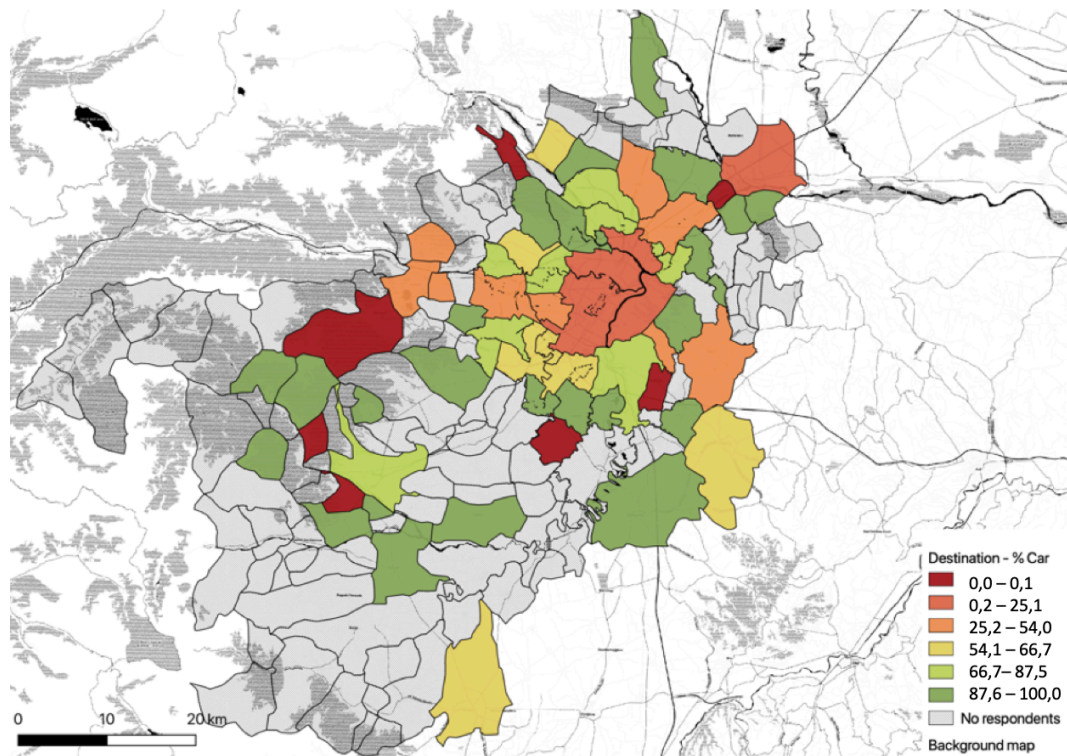 Destination - % Car
0,0 – 0,1
0,2 – 25,1
25,2 – 54,0
54,1 – 66,7
66,7– 87,5
87,6 – 100,0
No respondents
Background map
0 10 20 km